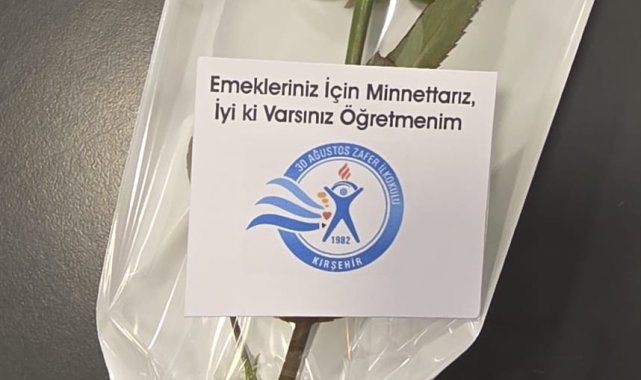 Emekleriniz İçin Minnettarız,
İyi ki Varsınız Öğretmenim
30 AĞUSTOS ZAFER İLKOKULU
1982
KIRŞEHİR